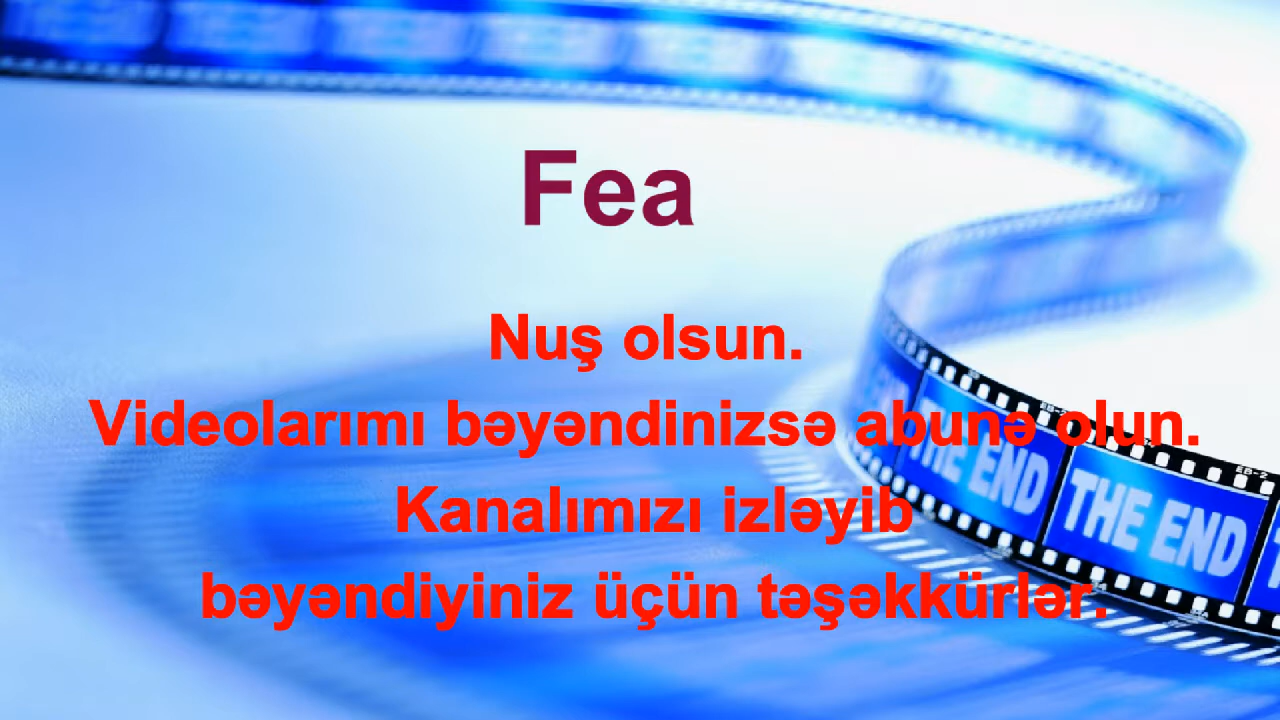 Fea
Nuş olsun.
Videolarımı bəyəndinizsə abunə olun.
Kanalımızı izləyib
bəyəndiyiniz üçün təşəkkürlər.
THE END
THE END